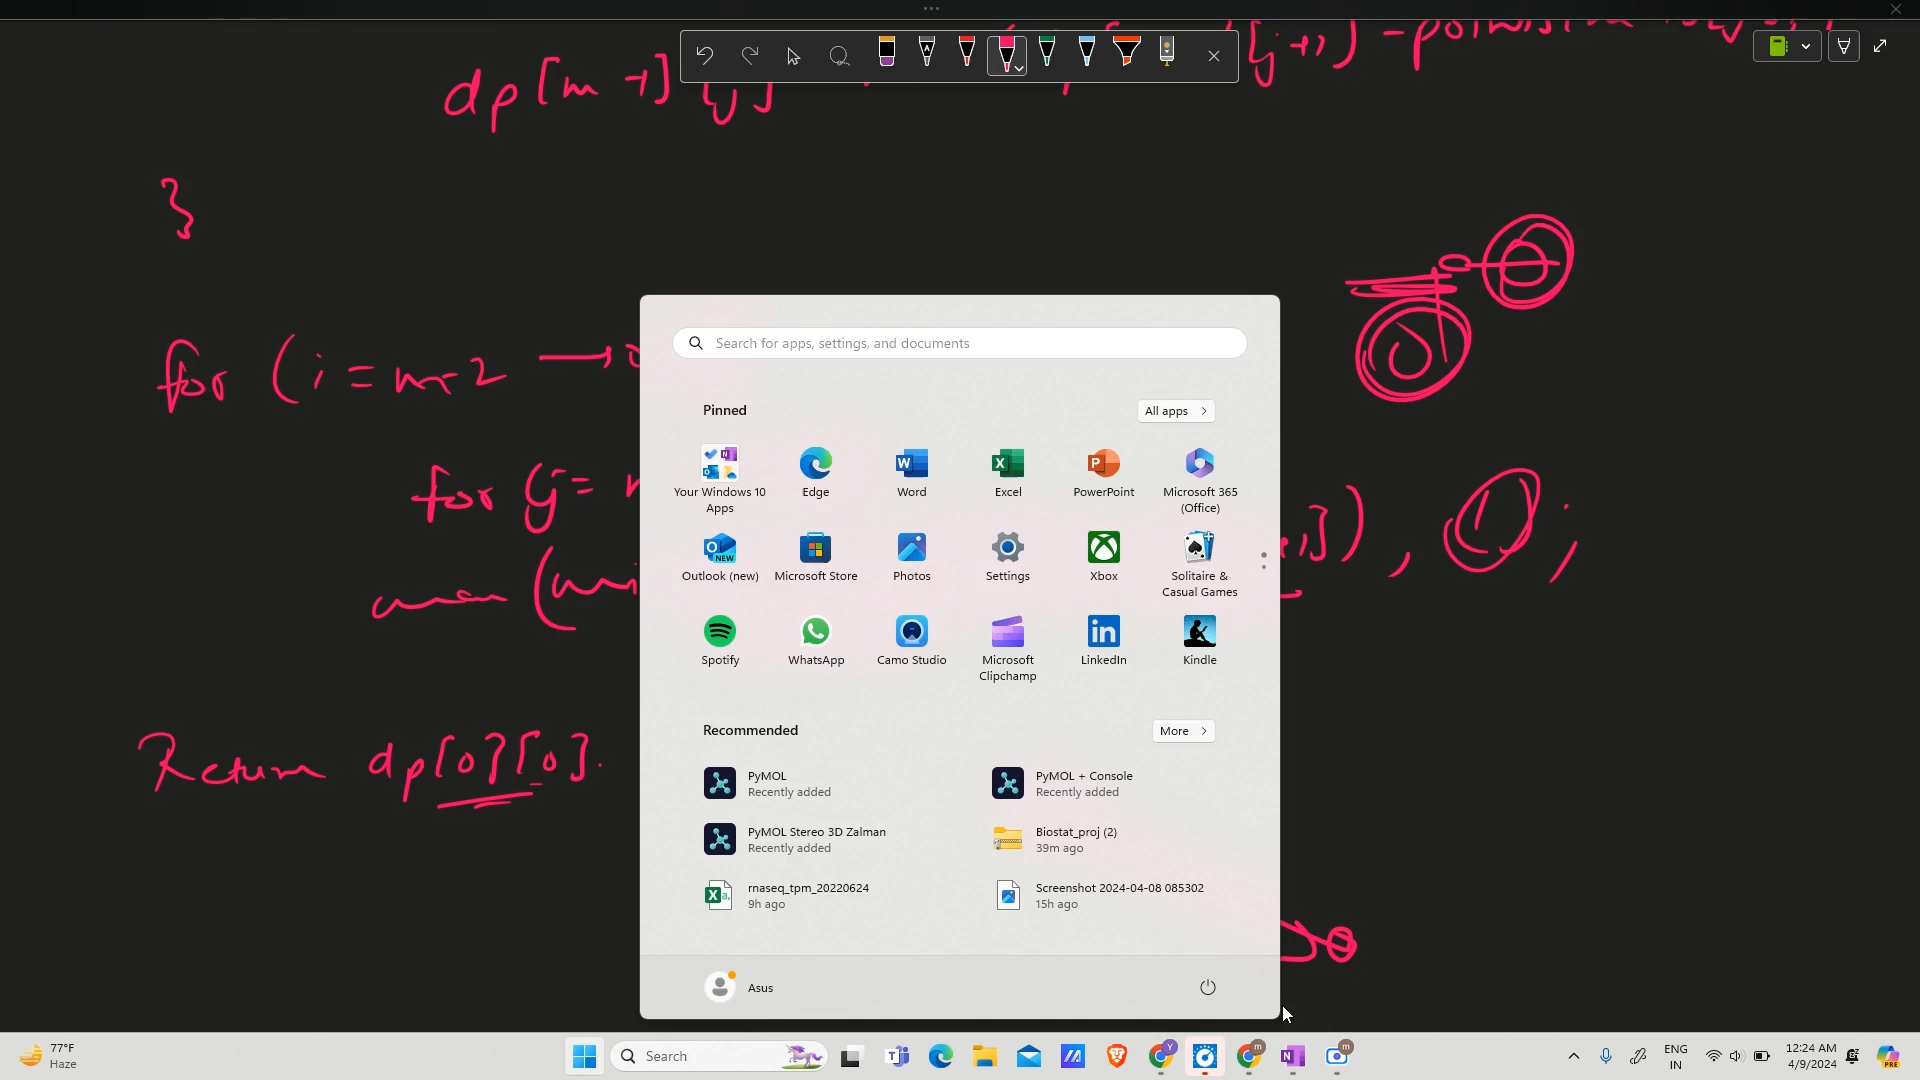 dp[m-1][j]
[j+1]
}
for (i=m-2 →
for (j=
Return dp[0][0].
1;
Search for apps, settings, and documents
Pinned
All apps
Your Windows 10 Apps
Edge
Word
Excel
PowerPoint
Microsoft 365 (Office)
Outlook (new)
Microsoft Store
Photos
Settings
Xbox
Solitaire & Casual Games
Spotify
WhatsApp
Camo Studio
Microsoft Clipchamp
LinkedIn
Kindle
Recommended
More
PyMOL
Recently added
PyMOL + Console
Recently added
PyMOL Stereo 3D Zalman
Recently added
Biostat_proj (2)
39m ago
rnaseq_tpm_20220624
9h ago
Screenshot 2024-04-08 085302
15h ago
Asus
77°F
Haze
Search
ENG
IN
12:24 AM
4/9/2024